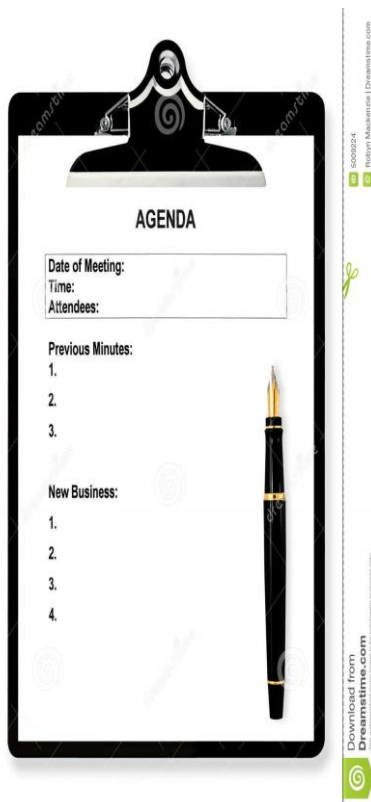 AGENDA
Date of Meeting:
Time:
Attendees:
Previous Minutes:
1.
2.
3.
New Business:
1.
2.
3.
4.
5009224
Robyn Mackenzie | Dreamstime.com
Download from
Dreamstime.com